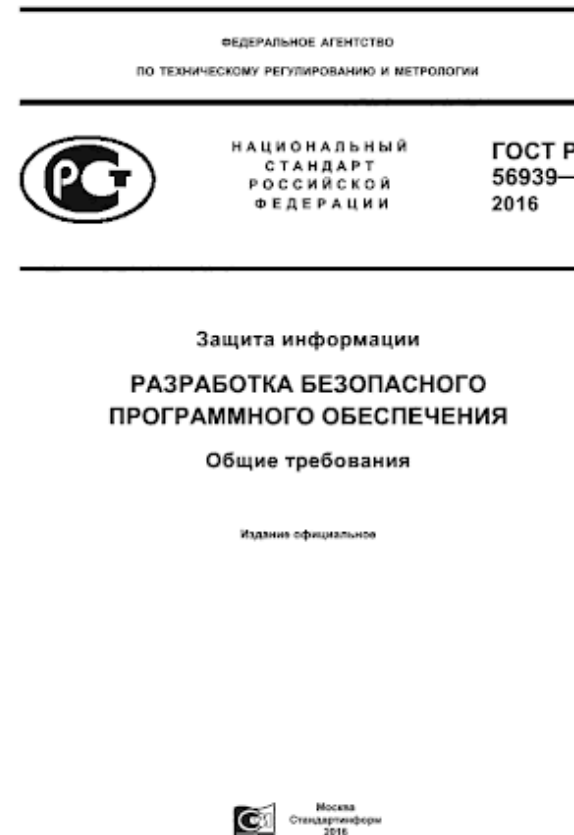 ФЕДЕРАЛЬНОЕ АГЕНТСТВО
ПО ТЕХНИЧЕСКОМУ РЕГУЛИРОВАНИЮ И МЕТРОЛОГИИ
РСТ
НАЦИОНАЛЬНЫЙ
СТАНДАРТ
РОССИЙСКОЙ
ФЕДЕРАЦИИ
ГОСТ Р
56939—
2016
Защита информации
РАЗРАБОТКА БЕЗОПАСНОГО
ПРОГРАММНОГО ОБЕСПЕЧЕНИЯ
Общие требования
Издание официальное
Москва
Стандартинформ
2016